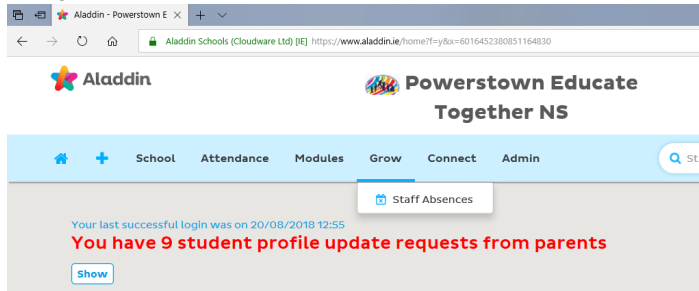 Aladdin - Powerstown E
Aladdin Schools (Cloudware Ltd) [IE] https://www.aladdin.ie/home?f=y&x=6016452380851164830
Aladdin
Powerstown Educate
Together NS
School Attendance Modules Grow Connect Admin
Staff Absences
Your last successful login was on 20/08/2018 12:55
You have 9 student profile update requests from parents
Show